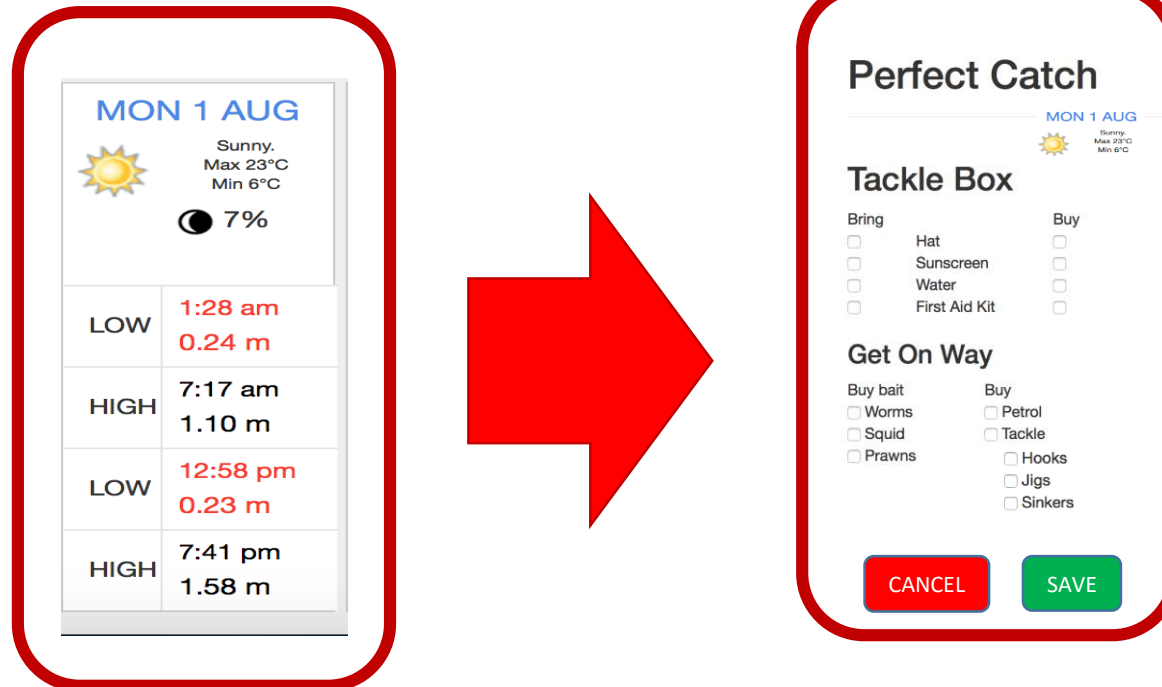 MON 1 AUG
Sunny.
Max 23°C
Min 6°C
7%
LOW 1:28 am
0.24 m
HIGH 7:17 am
1.10 m
LOW 12:58 pm
0.23 m
HIGH 7:41 pm
1.58 m
Perfect Catch
MON 1 AUG
Sunny.
Max 23°C
Min 6°C
Tackle Box
Bring Buy
Hat
Sunscreen
Water
First Aid Kit
Get On Way
Buy bait Buy
Worms Petrol
Squid Tackle
Prawns Hooks
Jigs
Sinkers
CANCEL SAVE